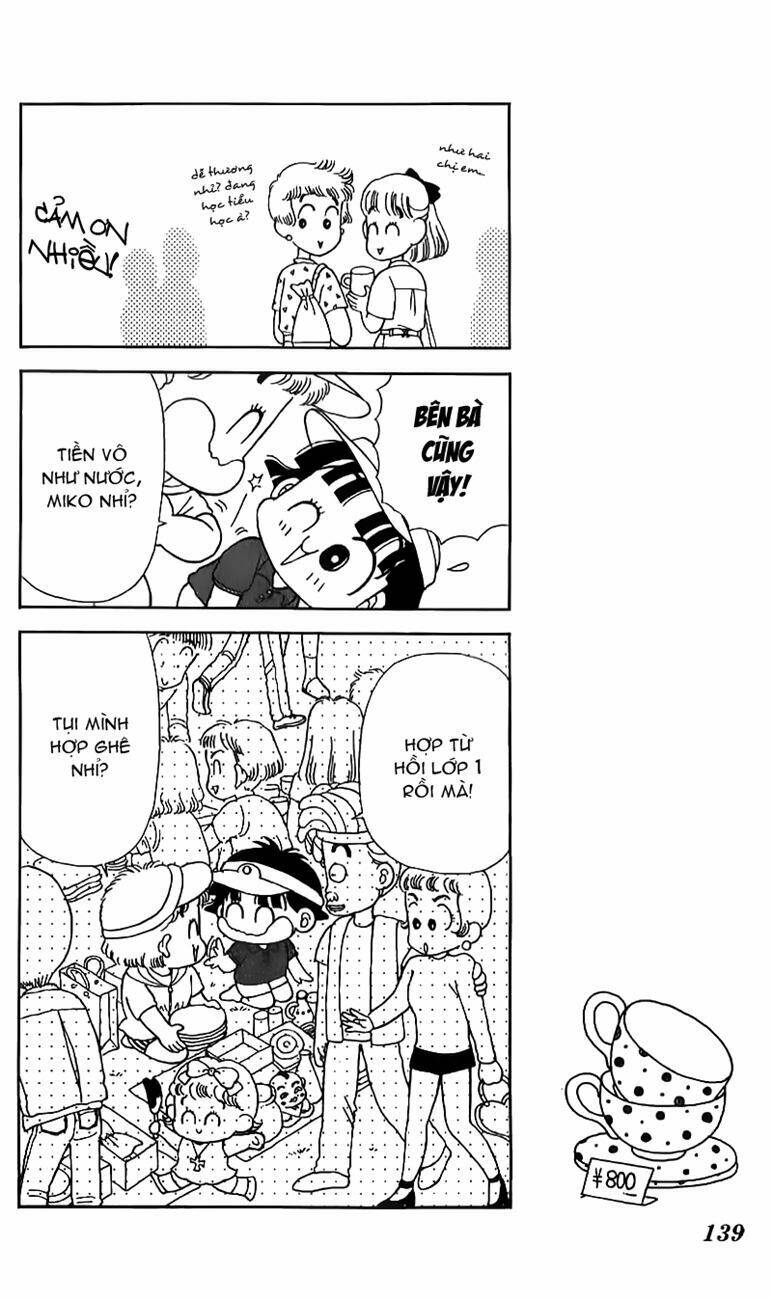 như hai
chị em...
dễ thương
nhỉ? đang
học tiểu
học à?
CẢM ƠN
NHIỀU!
BÊN BÀ
CŨNG
VẬY!
TIỀN VÔ
NHƯ NƯỚC,
MIKO NHỈ?
HỢP TỪ
HỒI LỚP 1
RỒI MÀ!
TỤI MÌNH
HỢP GHÊ
NHỈ?
¥800
139